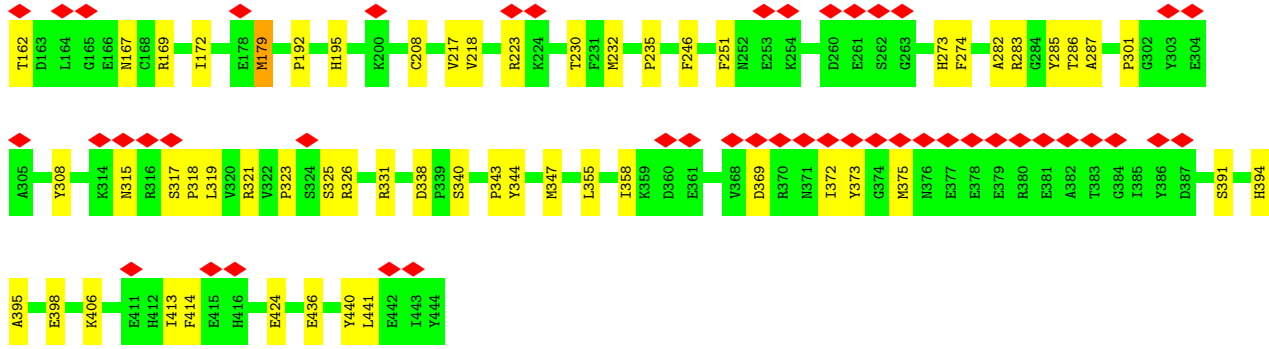 T162 D163 L164 G165 E166 N167 C168 R169 I172 E178 M179 P192 H195 K200 C208 V217 V218 R223 K224 T230 F231 M232 P235 F246 F251 N252 E253 K254 D260 E261 S262 G263 H273 F274 A282 R283 G284 Y285 T286 A287 P301 G302 Y303 E304
A305 Y308 K314 N315 R316 S317 P318 L319 V320 R321 V322 P323 S324 S325 R326 R331 D338 P339 S340 P343 Y344 M347 L355 I358 K359 D360 E361 V368 D369 R370 N371 I372 Y373 G374 M375 N376 E377 E378 E379 R380 E381 A382 T383 G384 I385 Y386 D387 S391 H394
A395 E398 K406 E411 H412 I413 F414 E415 H416 E424 E436 Y440 L441 E442 I443 Y444